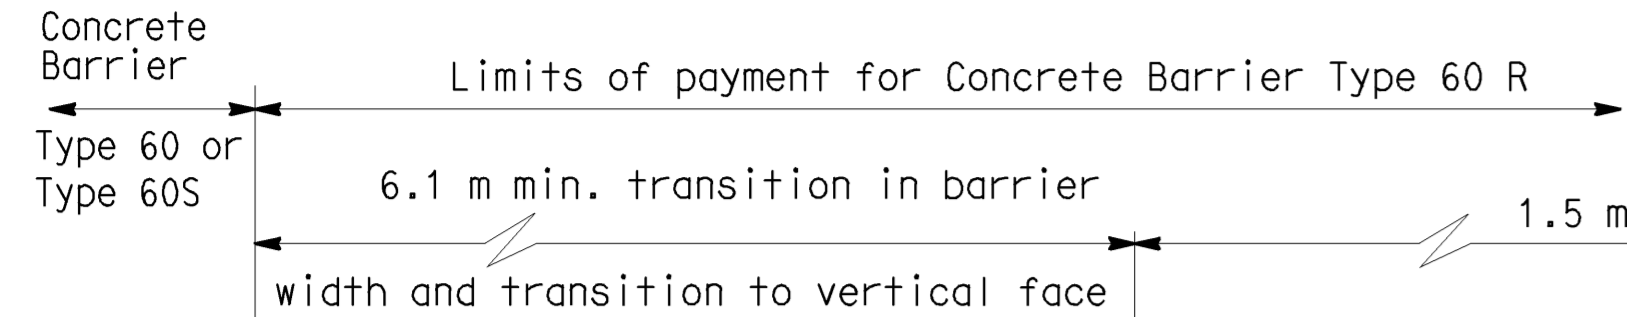 Concrete
Barrier
Limits of payment for Concrete Barrier Type 60 R
Type 60 or
Type 60S
6.1 m min. transition in barrier
1.5 m
width and transition to vertical face